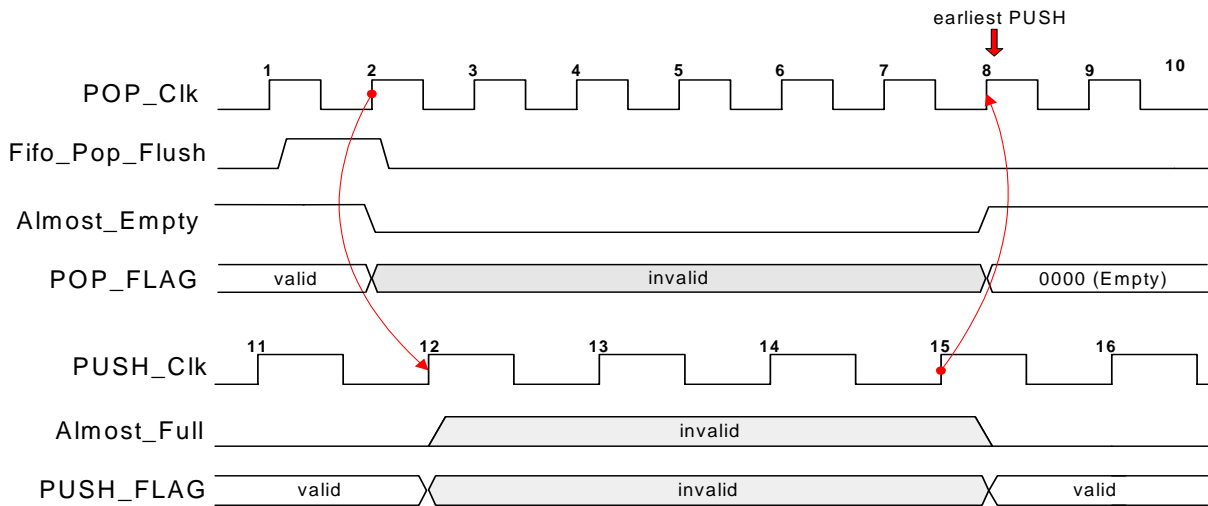 earliest PUSH
1 2 3 4 5 6 7 8 9 10
POP_Clk
Fifo_Pop_Flush
Almost_Empty
POP_FLAG valid invalid 0000 (Empty)
11 12 13 14 15 16
PUSH_Clk
Almost_Full invalid
PUSH_FLAG valid invalid valid